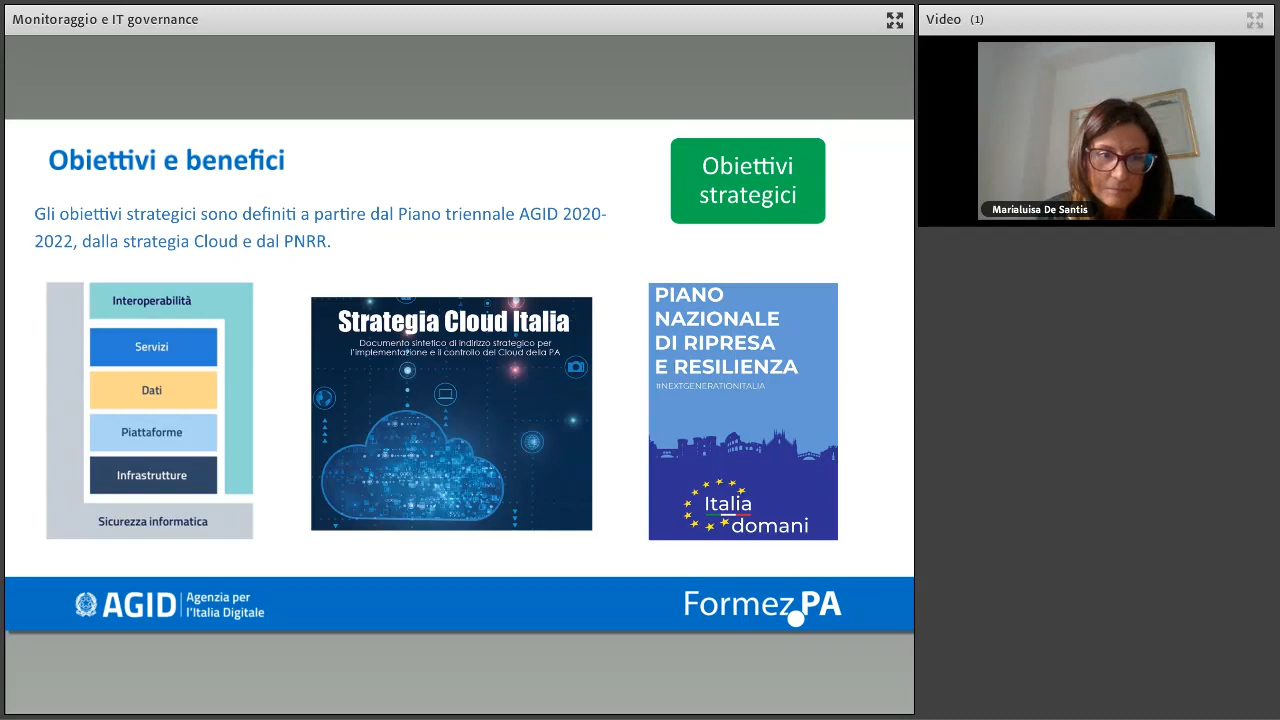 Monitoraggio e IT governance
Video (1)
Marialuisa De Santis
Obiettivi e benefici
Obiettivi
strategici
Gli obiettivi strategici sono definiti a partire dal Piano triennale AGID 2020-
2022, dalla strategia Cloud e dal PNRR.
Interoperabilità
Servizi
Dati
Piattaforme
Infrastrutture
Sicurezza informatica
Strategia Cloud Italia
Documento sintetico di indirizzo strategico per
l'implementazione e il controllo del Cloud della PA
PIANO
NAZIONALE
DI RIPRESA
E RESILIENZA
#NEXTGENERATIONITALIA
Italia
domani
AGID
Agenzia per
l'Italia Digitale
Formez PA